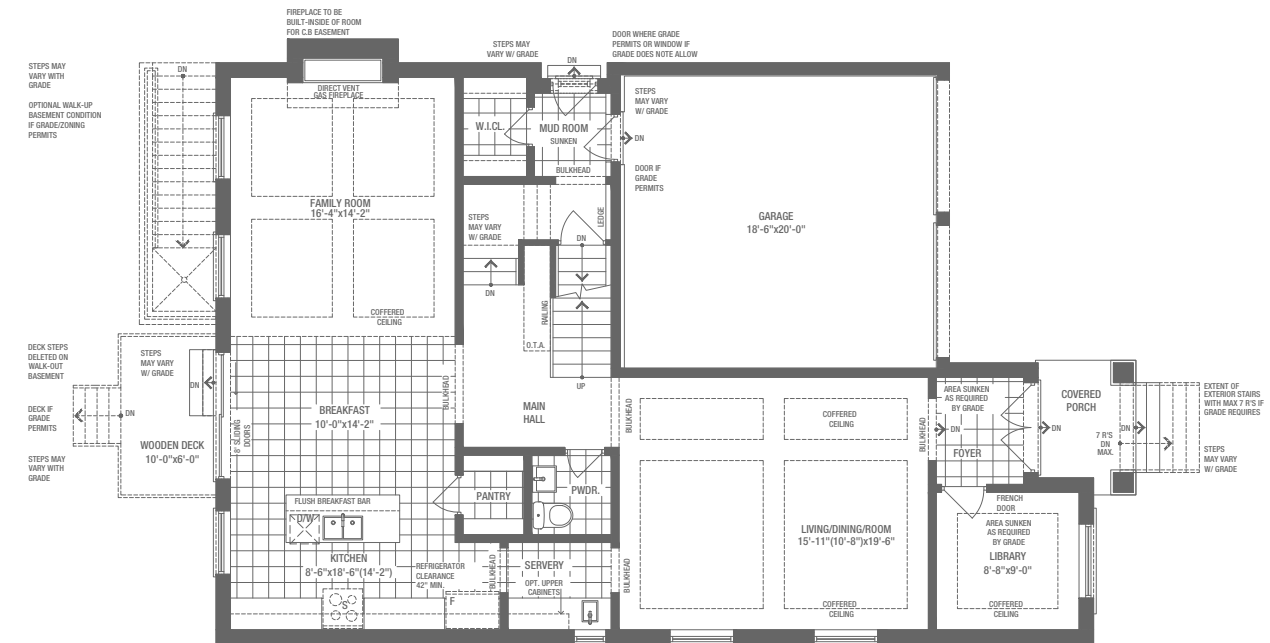 FIREPLACE TO BE
BUILT-INSIDE OF ROOM
FOR C.B EASEMENT
STEPS MAY
VARY W/ GRADE
DOOR WHERE GRADE
PERMITS OR WINDOW IF
GRADE DOES NOTE ALLOW
STEPS MAY
VARY WITH
GRADE
OPTIONAL WALK-UP
BASEMENT CONDITION
IF GRADE/ZONING
PERMITS
DN
DIRECT VENT
GAS FIREPLACE
DN
STEPS
MAY VARY
W/ GRADE
W.I.CL.
MUD ROOM
SUNKEN
DN
BULKHEAD
DOOR IF
GRADE
PERMITS
FAMILY ROOM
16'-4"x14'-2"
COFFERED
CEILING
STEPS
MAY VARY
W/ GRADE
LEDGE
DN
DN
RAILING
O.T.A.
UP
GARAGE
18'-6"x20'-0"
DECK STEPS
DELETED ON
WALK-OUT
BASEMENT
DECK IF
GRADE
PERMITS
STEPS MAY
VARY WITH
GRADE
STEPS
MAY VARY
W/ GRADE
DN
DN
WOODEN DECK
10'-0"x6'-0"
8' SLIDING
DOORS
BREAKFAST
10'-0"x14'-2"
BULKHEAD
MAIN
HALL
BULKHEAD
COFFERED
CEILING
BULKHEAD
AREA SUNKEN
AS REQUIRED
BY GRADE
DN
FOYER
DN
COVERED
PORCH
7 R'S
DN
MAX.
DN
EXTENT OF
EXTERIOR STAIRS
WITH MAX 7 R'S IF
GRADE REQUIRES
STEPS
MAY VARY
W/ GRADE
PANTRY
PWDR.
FLUSH BREAKFAST BAR
D/W
KITCHEN
8'-6"x18'-6"(14'-2")
REFRIGERATOR
CLEARANCE
42" MIN.
S
F
BULKHEAD
SERVERY
OPT. UPPER
CABINETS
BULKHEAD
LIVING/DINING/ROOM
15'-11"(10'-8")x19'-6"
COFFERED
CEILING
FRENCH
DOOR
AREA SUNKEN
AS REQUIRED
BY GRADE
LIBRARY
8'-8"x9'-0"
COFFERED
CEILING